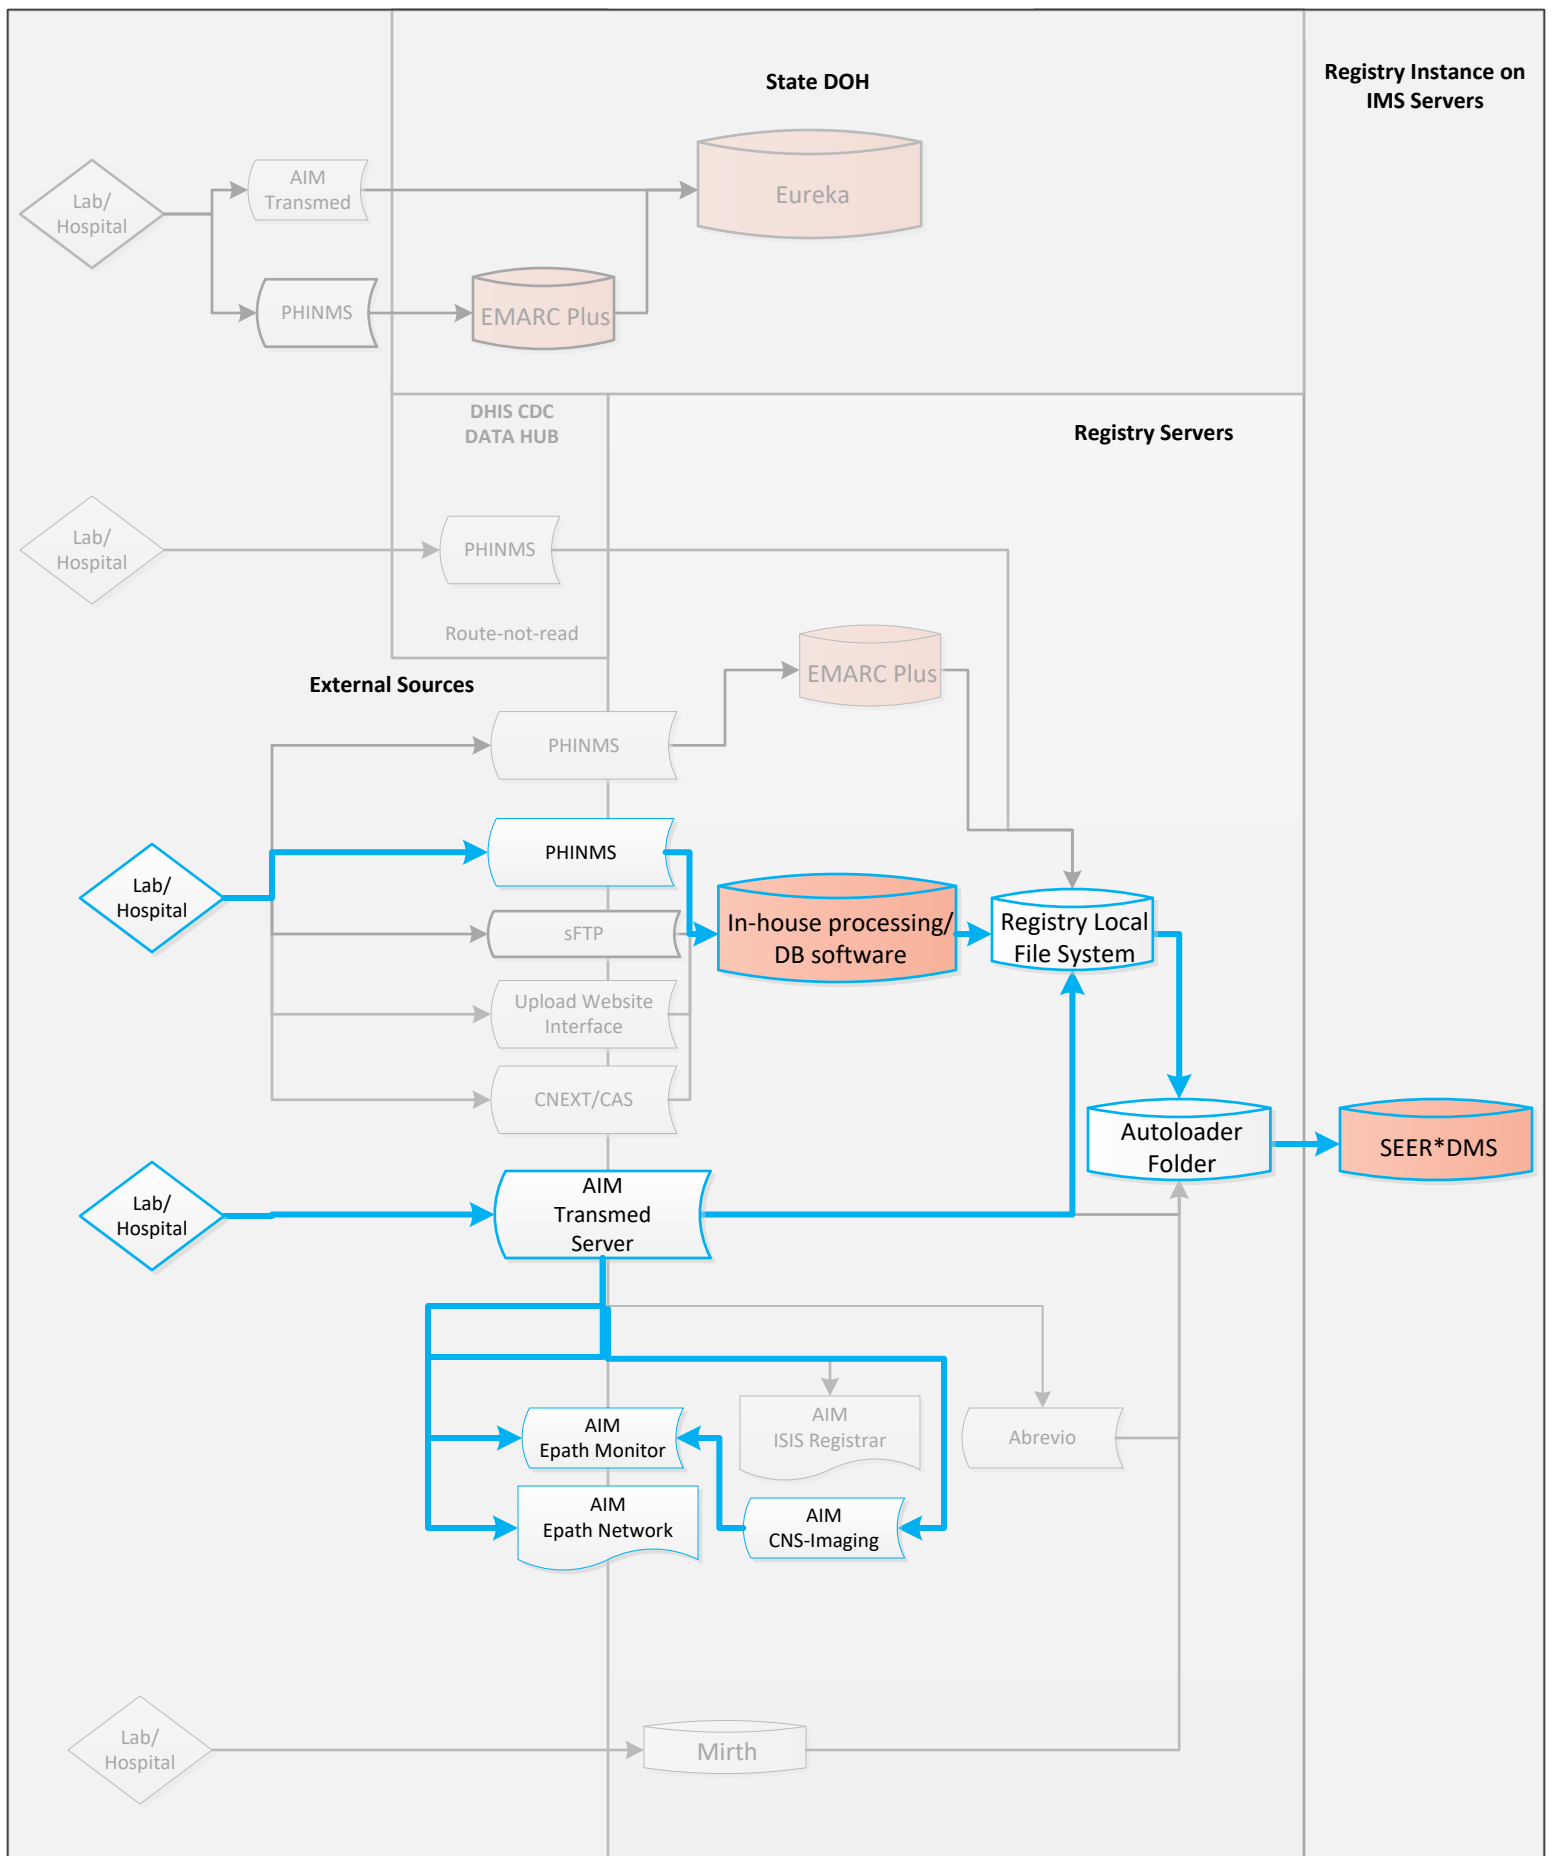 State DOH
Registry Instance on
IMS Servers
Lab/
Hospital
AIM
Transmed
Eureka
PHINMS
EMARC Plus
DHIS CDC
DATA HUB
Registry Servers
Lab/
Hospital
PHINMS
Route-not-read
EMARC Plus
External Sources
PHINMS
PHINMS
Lab/
Hospital
sFTP
In-house processing/
DB software
Registry Local
File System
Upload Website
Interface
CNEXT/CAS
Autoloader
Folder
SEER*DMS
Lab/
Hospital
AIM
Transmed
Server
AIM
Epath Monitor
AIM
ISIS Registrar
Abrevio
AIM
Epath Network
AIM
CNS-Imaging
Lab/
Hospital
Mirth